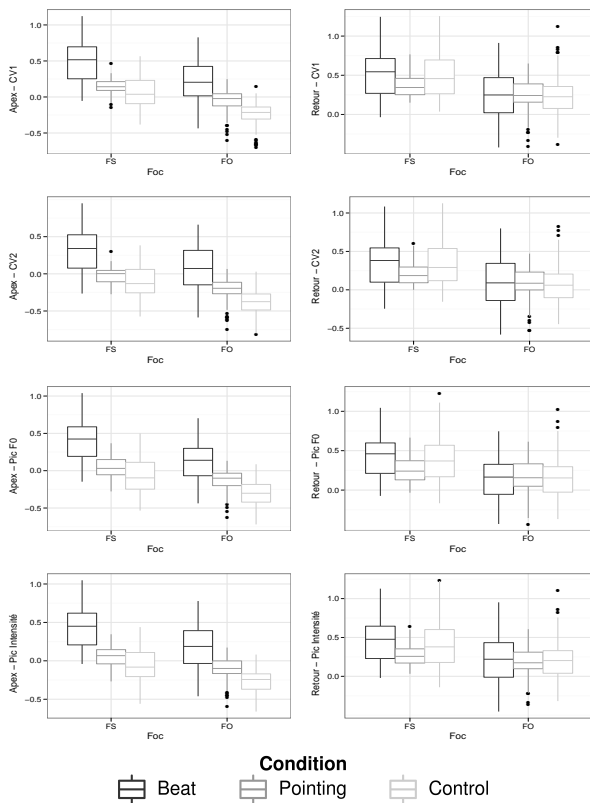 Apex − CV1
1.0
0.5
0.0
−0.5
FS
FO
Foc
Retour − CV1
1.0
0.5
0.0
FS
FO
Foc
Apex − CV2
0.5
0.0
−0.5
FS
FO
Foc
Retour − CV2
1.0
0.5
0.0
−0.5
FS
FO
Foc
Apex − Pic F0
1.0
0.5
0.0
−0.5
FS
FO
Foc
Retour − Pic F0
1.0
0.5
0.0
FS
FO
Foc
Apex − Pic Intensité
1.0
0.5
0.0
−0.5
FS
FO
Foc
Retour − Pic Intensité
1.0
0.5
0.0
FS
FO
Foc
Condition
Beat Pointing Control